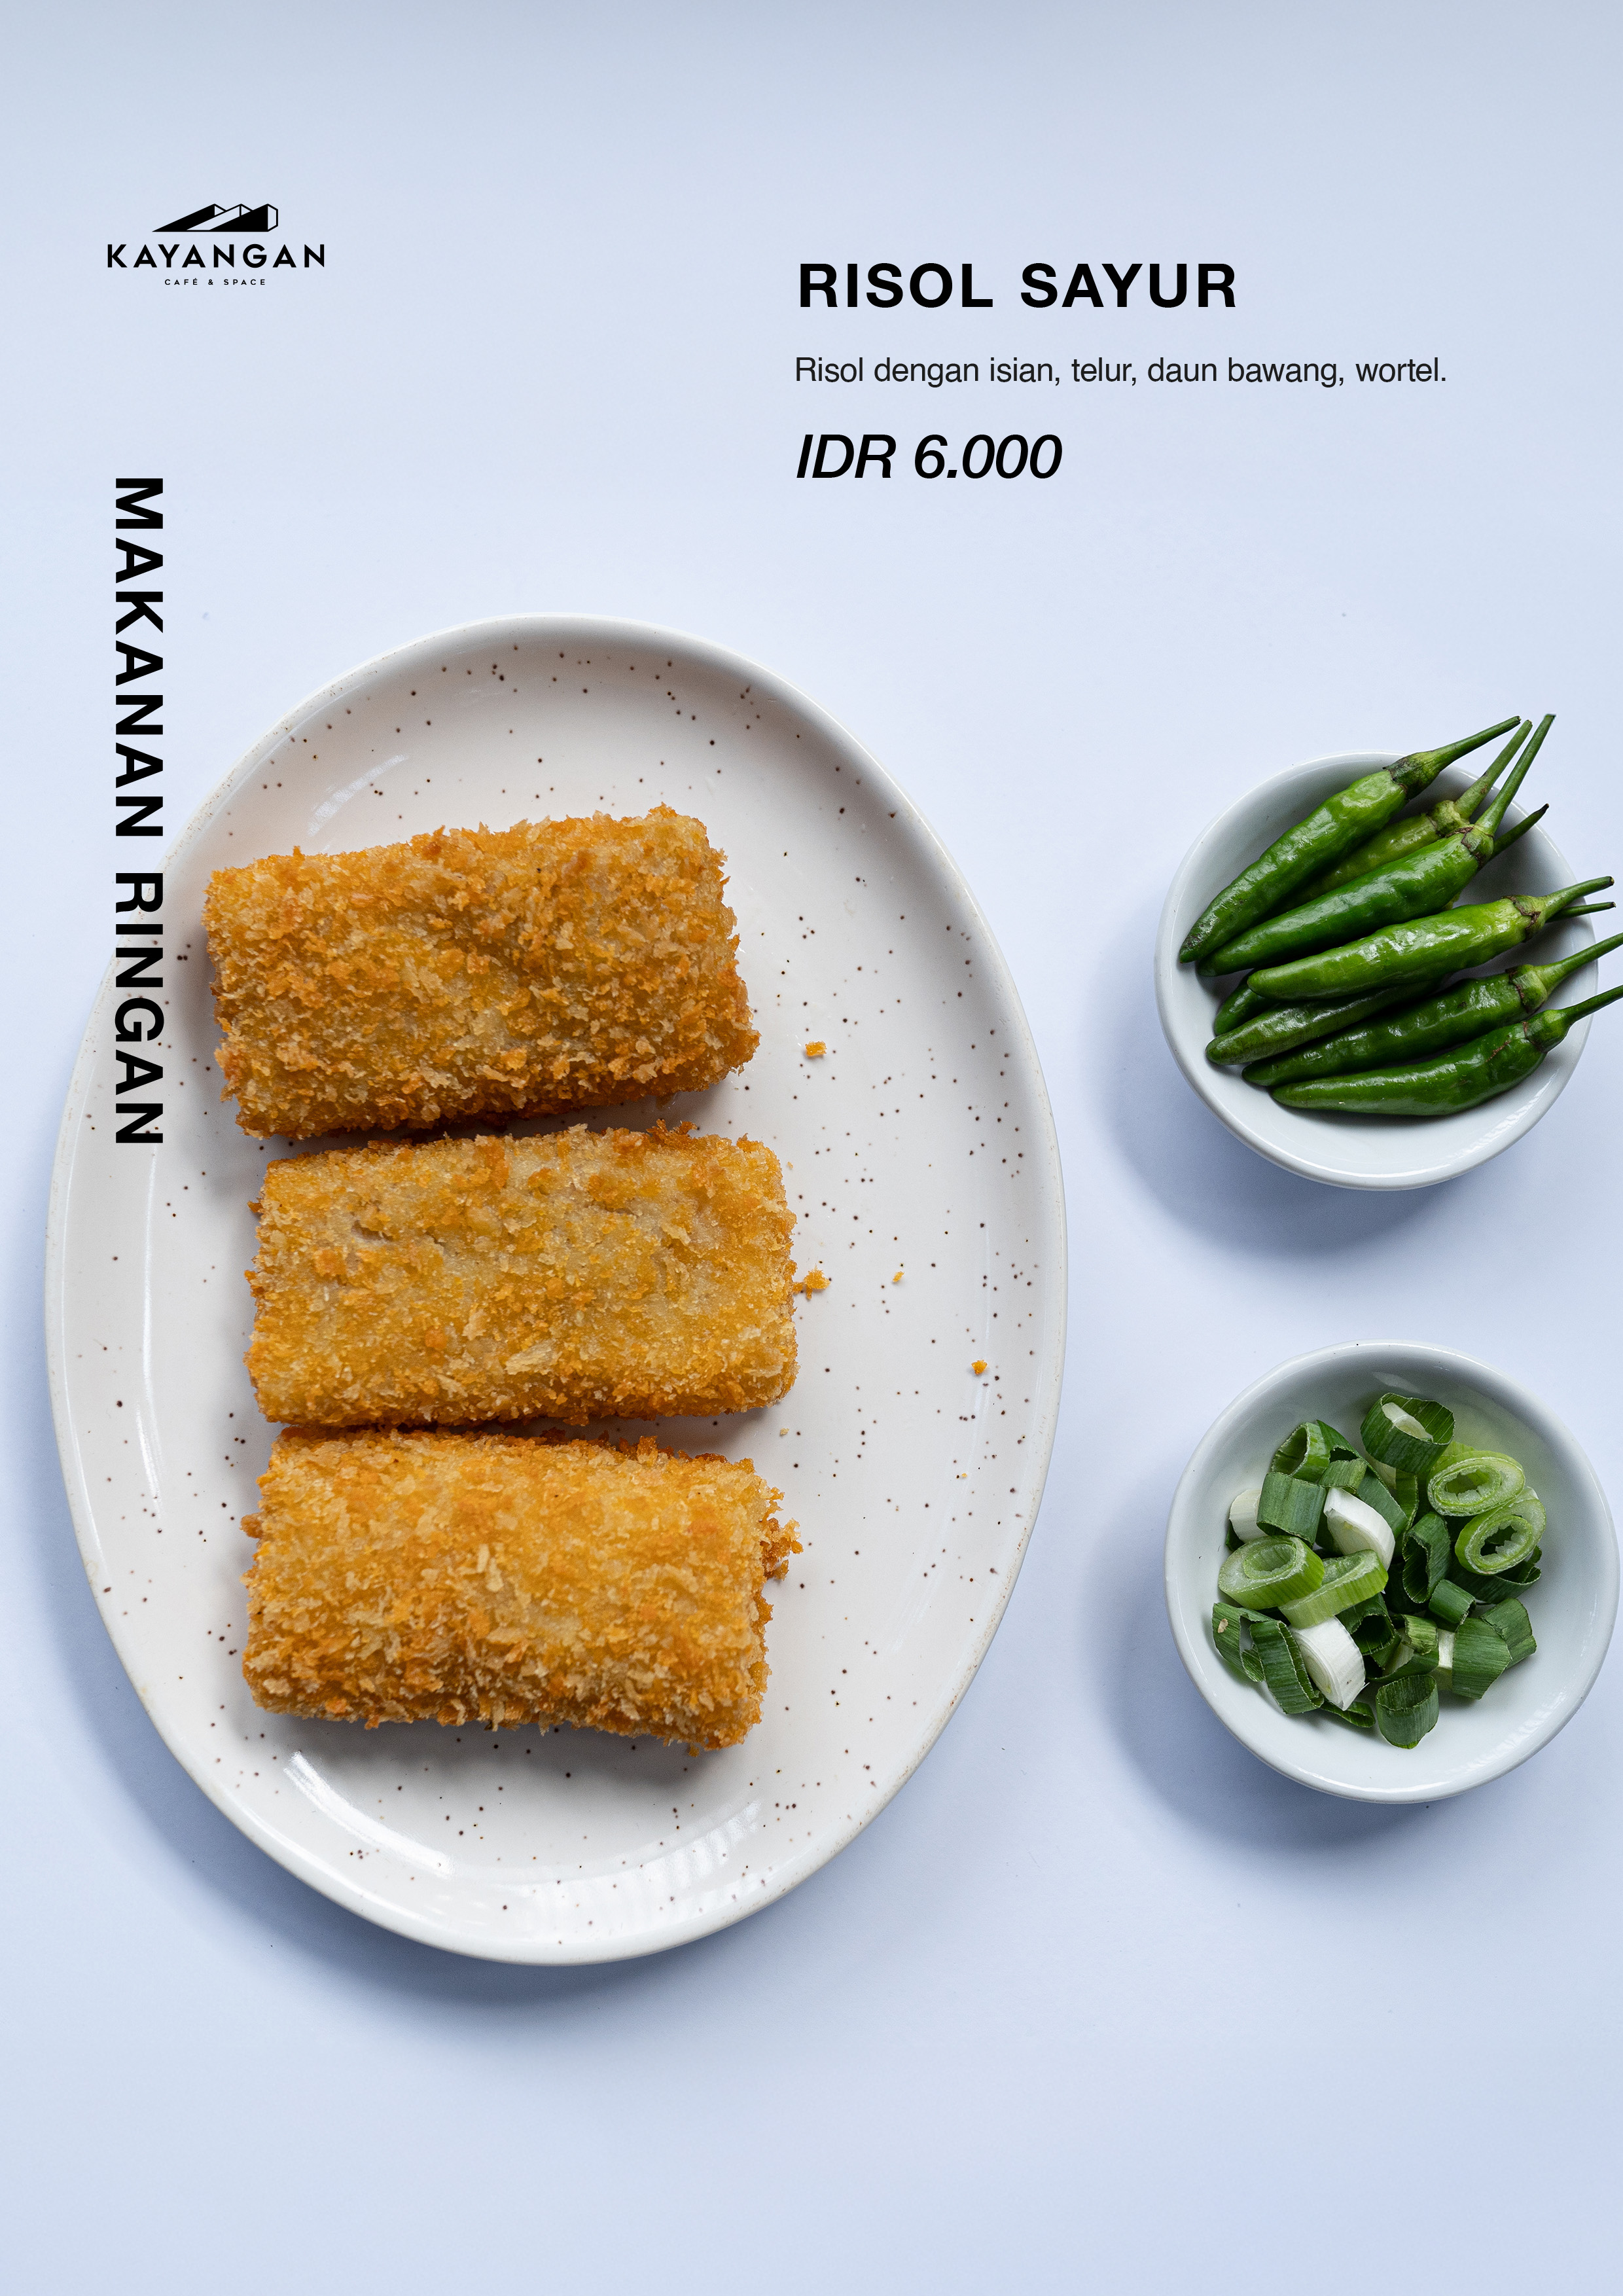 KAYANGAN
CAFÉ & SPACE
RISOL SAYUR
Risol dengan isian, telur, daun bawang, wortel.
IDR 6.000
MAKANAN RINGAN